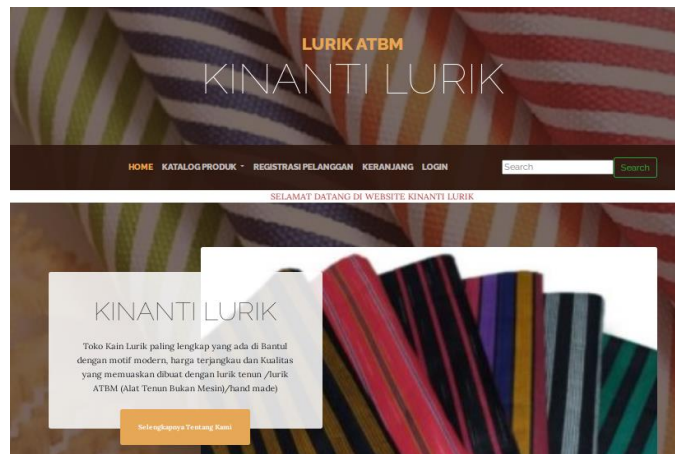 LURIK ATBM
KINANTI LURIK
HOME KATALOG PRODUK REGISTRASI PELANGGAN KERANJANG LOGIN Search Search
SELAMAT DATANG DI WEBSITE KINANTI LURIK
KINANTI LURIK
Toko Kain Lurik paling lengkap yang ada di Bantul
dengan motif modern, harga terjangkau dan Kualitas
yang memuaskan dibuat dengan lurik tenun /lurik
ATBM (Alat Tenun Bukan Mesin)/hand made)
Selengkapnya Tentang Kami